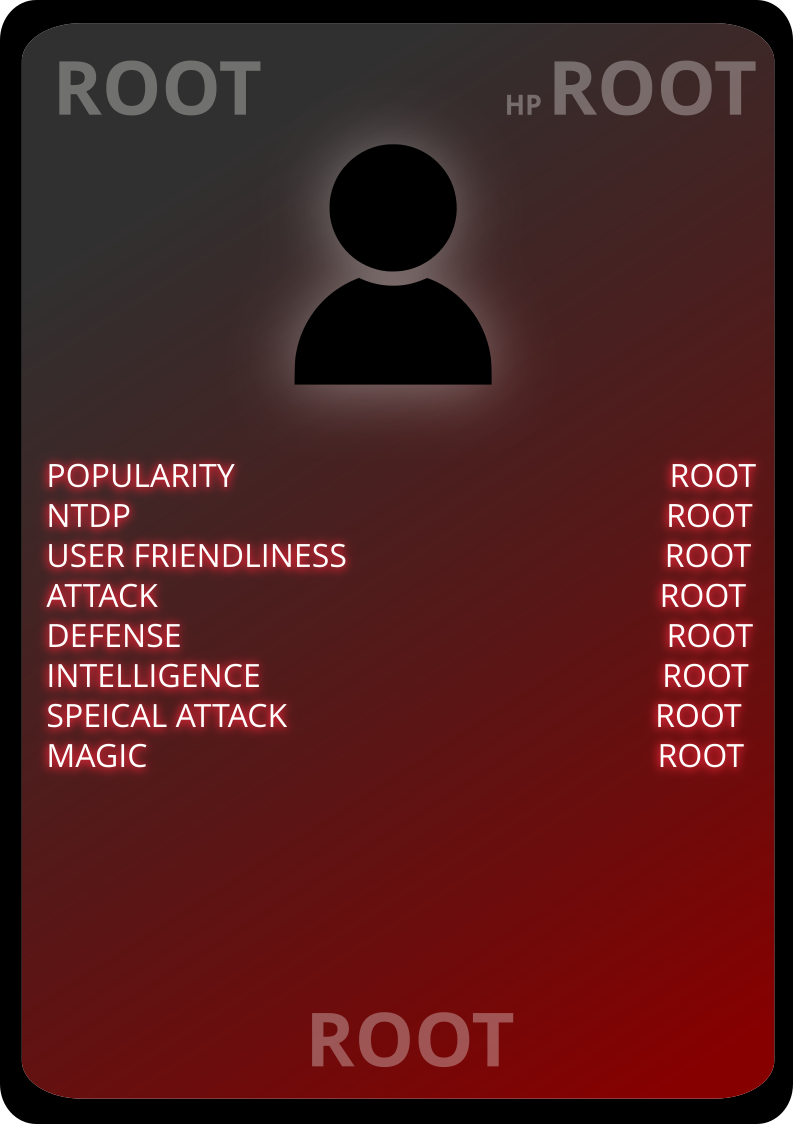 ROOT HP ROOT
POPULARITY ROOT
NTDP ROOT
USER FRIENDLINESS ROOT
ATTACK ROOT
DEFENSE ROOT
INTELLIGENCE ROOT
SPEICAL ATTACK ROOT
MAGIC ROOT
ROOT